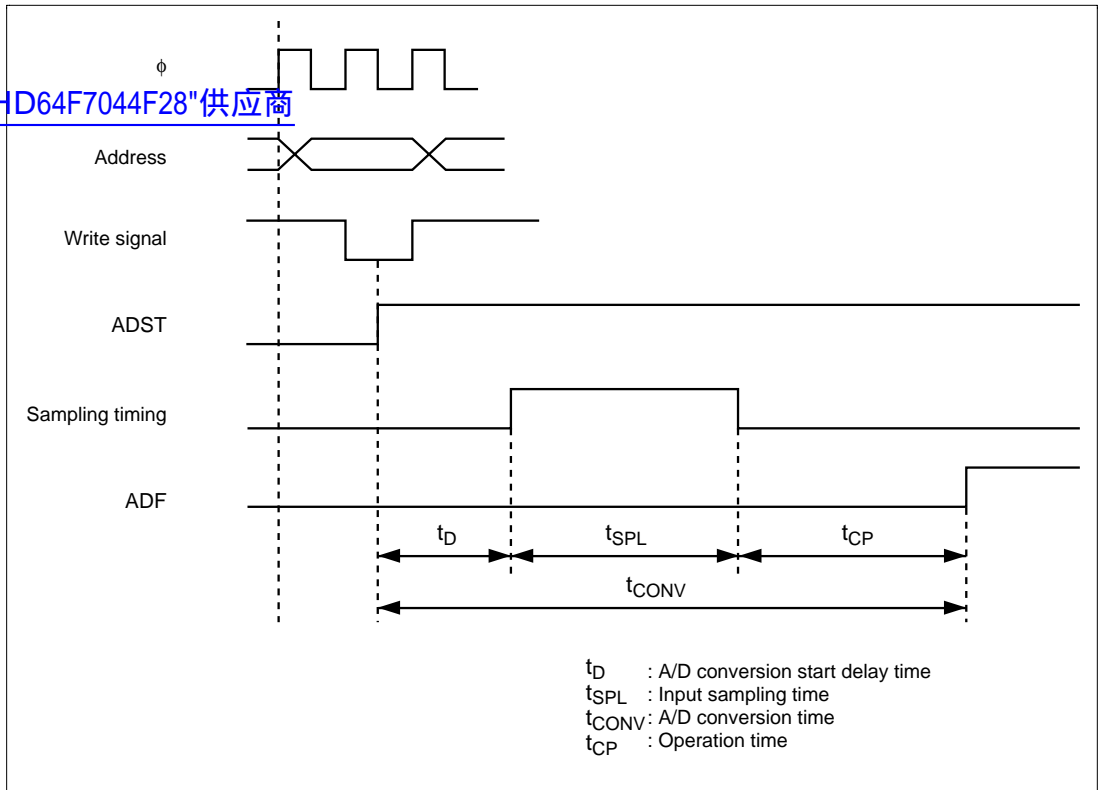 φ
HD64F7044F28"供应商
Address
Write signal
ADST
Sampling timing
ADF
tD tSPL tCP
tCONV
tD : A/D conversion start delay time
tSPL : Input sampling time
tCONV : A/D conversion time
tCP : Operation time